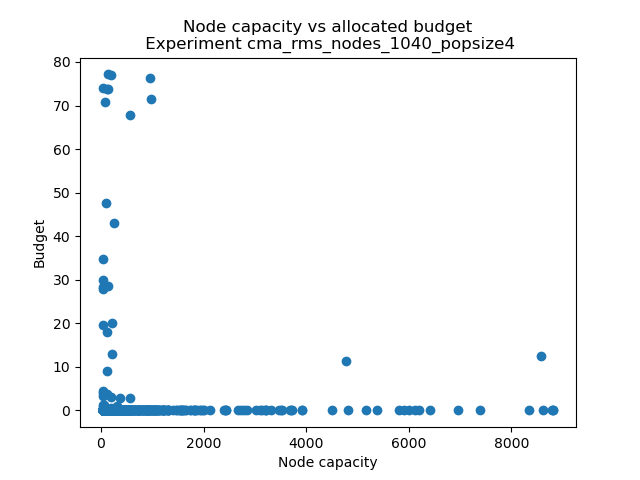 Node capacity vs allocated budget
Experiment cma_rms_nodes_1040_popsize4
80
70
60
50
40
30
20
10
0
Budget
0 2000 4000 6000 8000
Node capacity